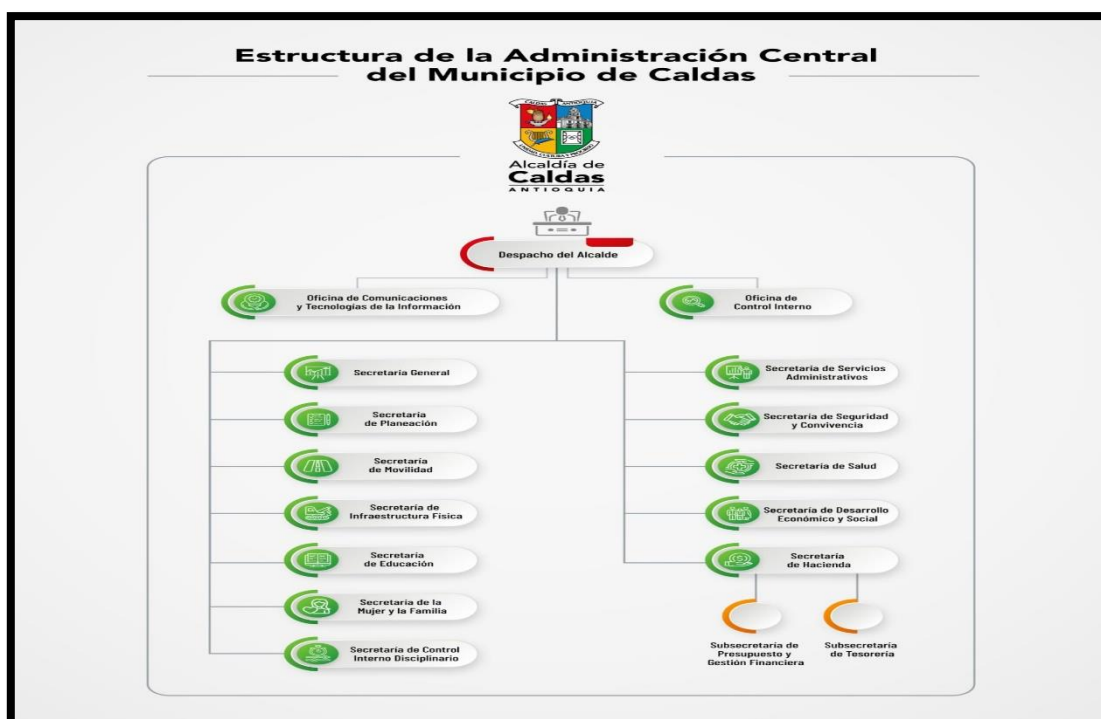 Estructura de la Administración Central
del Municipio de Caldas
CALDAS ANTIOQUIA
Alcaldía de
Caldas
ANTIOQUIA
Despacho del Alcalde
Oficina de Comunicaciones
y Tecnologías de la Información
Oficina de
Control Interno
Secretaría General
Secretaría
de Planeación
Secretaría
de Movilidad
Secretaría de
Infraestructura Física
Secretaría
de Educación
Secretaría de la
Mujer y la Familia
Secretaría de Control
Interno Disciplinario
Secretaría de Servicios
Administrativos
Secretaría de Seguridad
y Convivencia
Secretaría de Salud
Secretaría de Desarrollo
Económico y Social
Secretaría
de Hacienda
Subsecretaría de
Presupuesto y
Gestión Financiera
Subsecretaría
de Tesorería